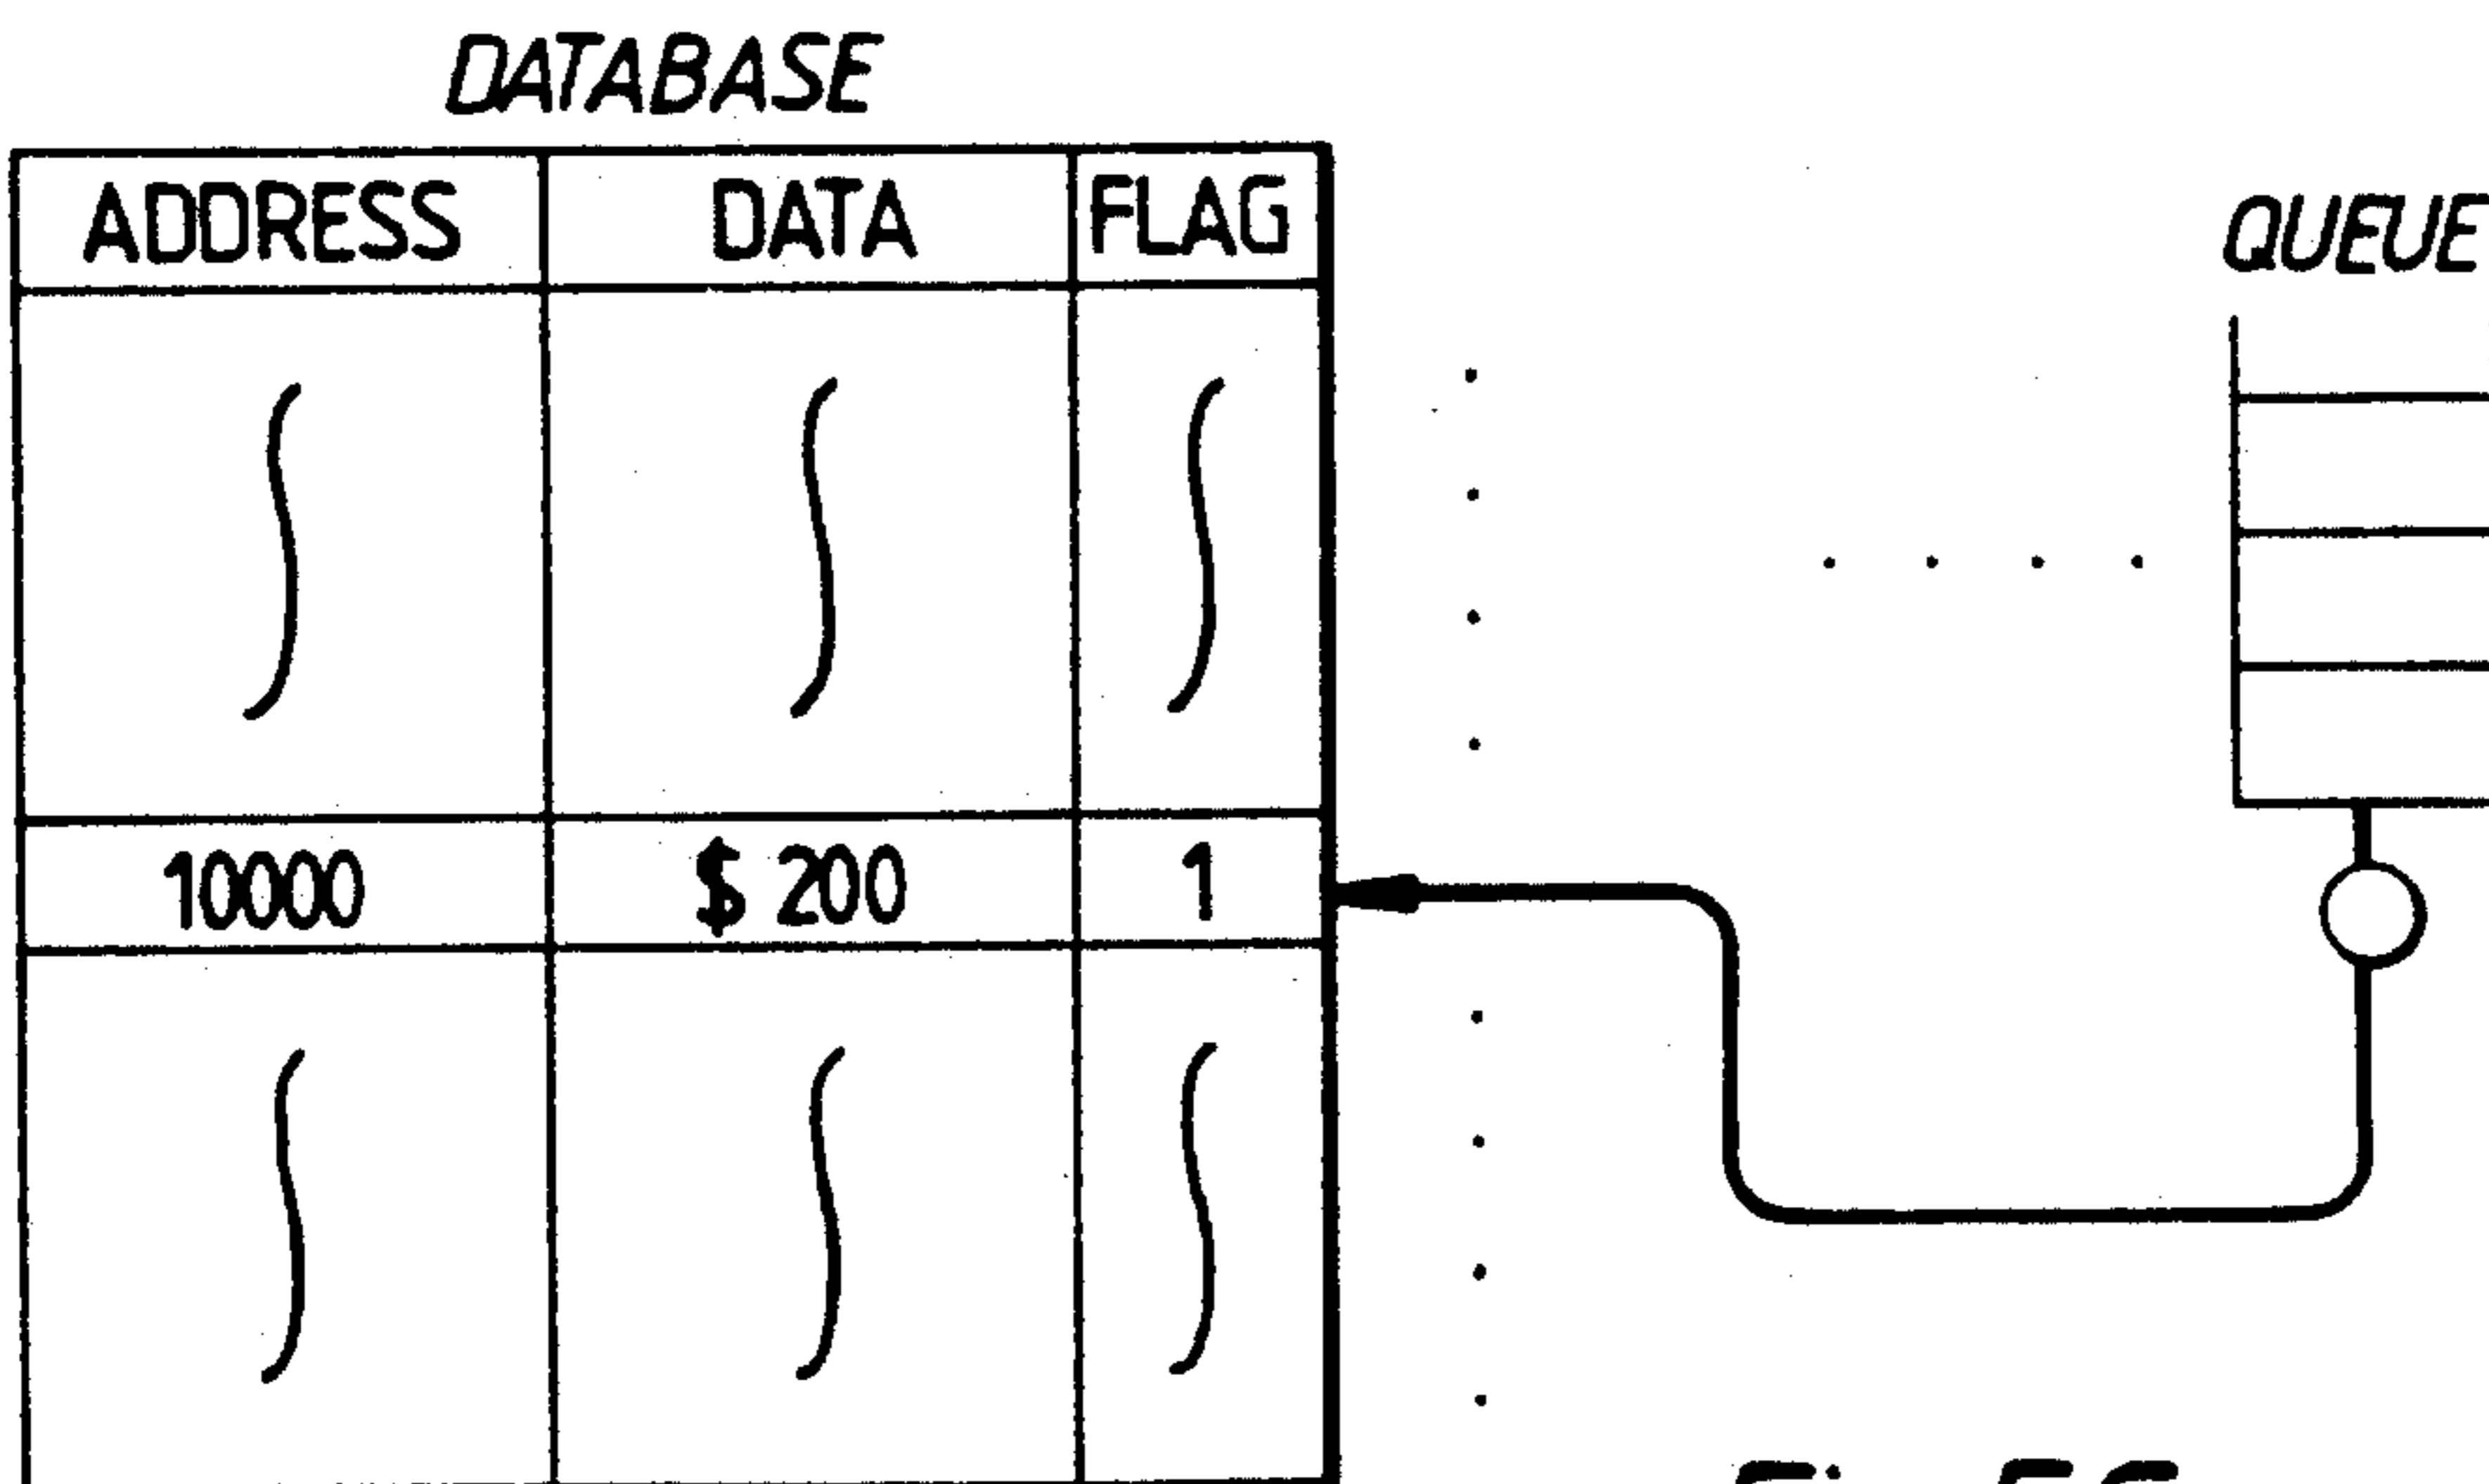 DATABASE
ADDRESS DATA FLAG
QUEUE
10000 $ 200 1